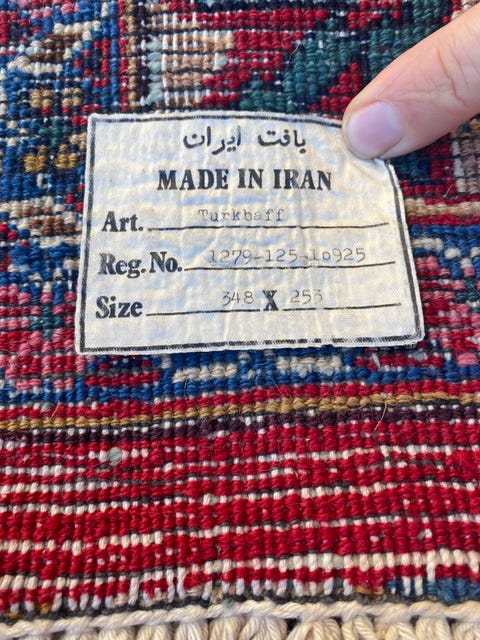 بافت ایران
MADE IN IRAN
Art. Turkbaff
Reg. No. 1279-125-10925
Size 348 X 253